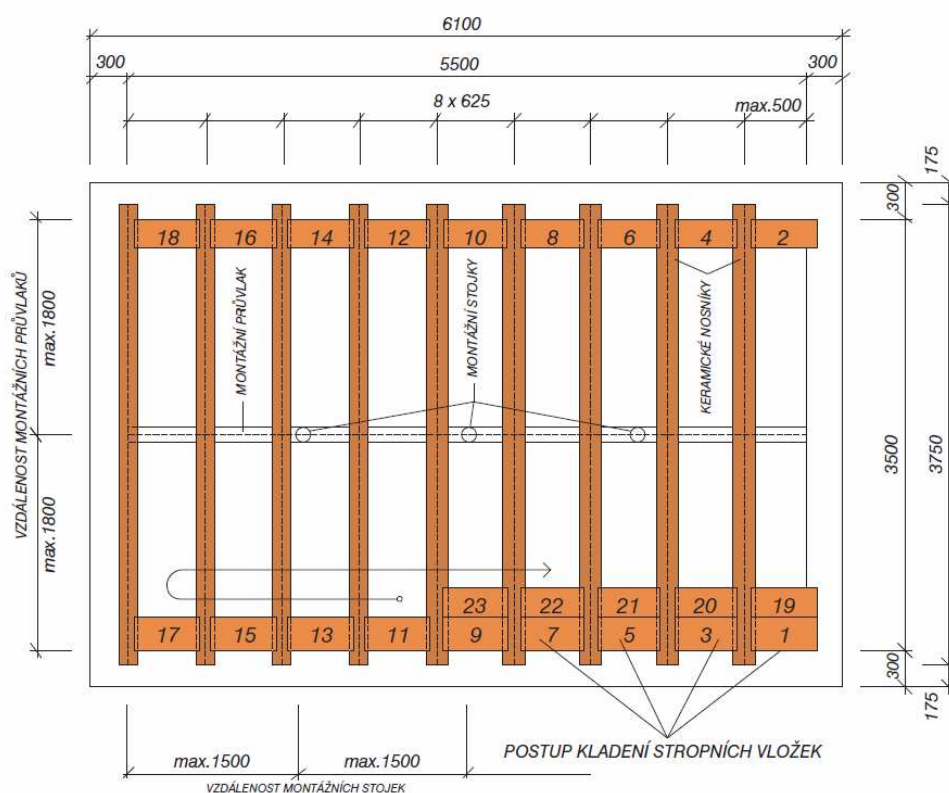 6100
300
5500
300
8 x 625
max.500
175
300
18
16
14
12
10
8
6
4
2
VZDÁLENOST MONTÁŽNÍCH PRŮVLAKŮ
max.1800
MONTÁŽNÍ PRŮVLAK
MONTÁŽNÍ STOJKY
KERAMICKÉ NOSNÍKY
3500
3750
max.1800
23
22
21
20
19
17
15
13
11
9
7
5
3
1
300
175
max.1500
max.1500
POSTUP KLADENÍ STROPNÍCH VLOŽEK
VZDÁLENOST MONTÁŽNÍCH STOJEK